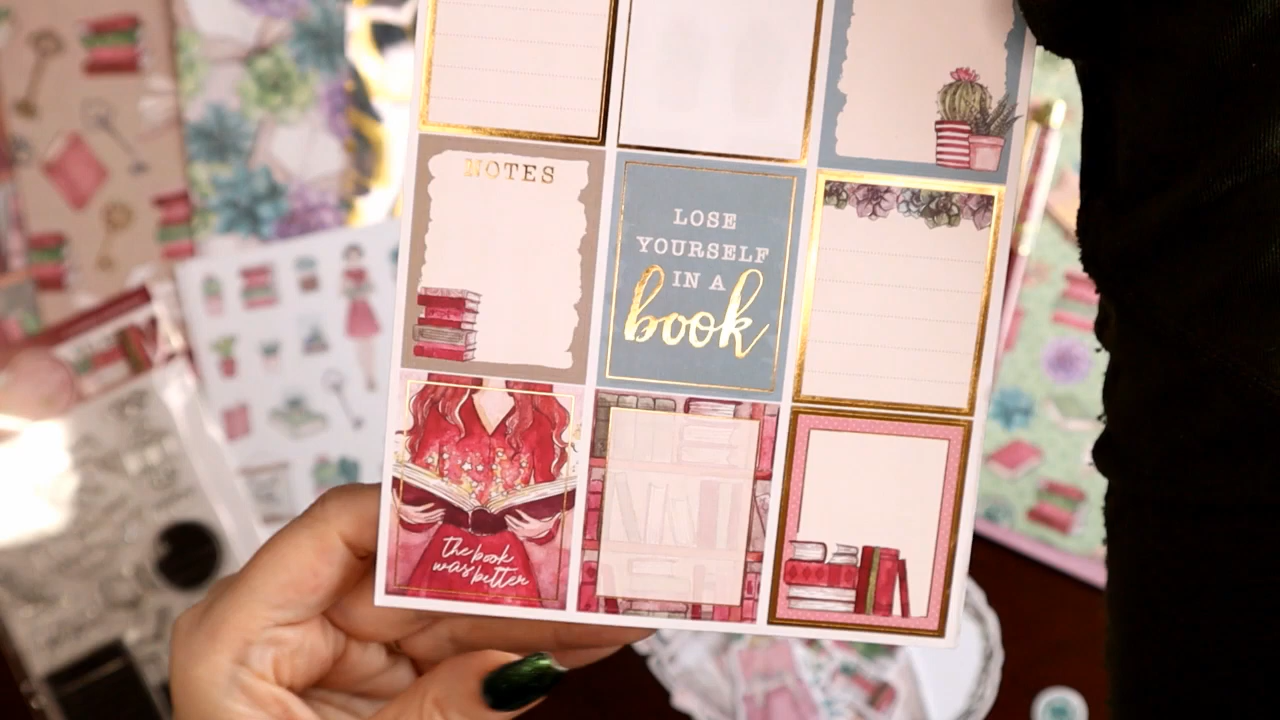 NOTES
LOSE
YOURSELF
IN A
book
the book
was better